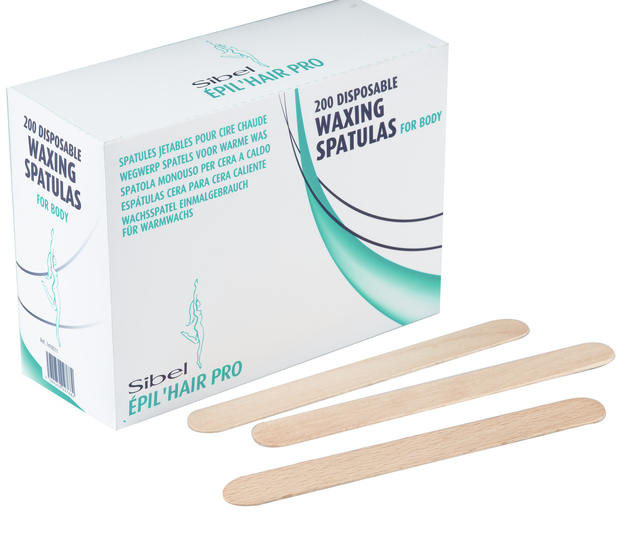 Sibel
ÉPIL'HAIR PRO
200 DISPOSABLE
WAXING
SPATULAS
FOR BODY
SPATULES JETABLES POUR CIRE CHAUDE
WEGWERP SPATELS VOOR WARME WAS
SPATOLA MONOUSO PER CERA A CALDO
ESPÁTULAS CERA PARA CERA CALIENTE
WACHSSPATEL EINMALGEBRAUCH
FÜR WARMWACHS
200 DISPOSABLE
WAXING
SPATULAS FOR BODY
Sibel
ÉPIL'HAIR PRO